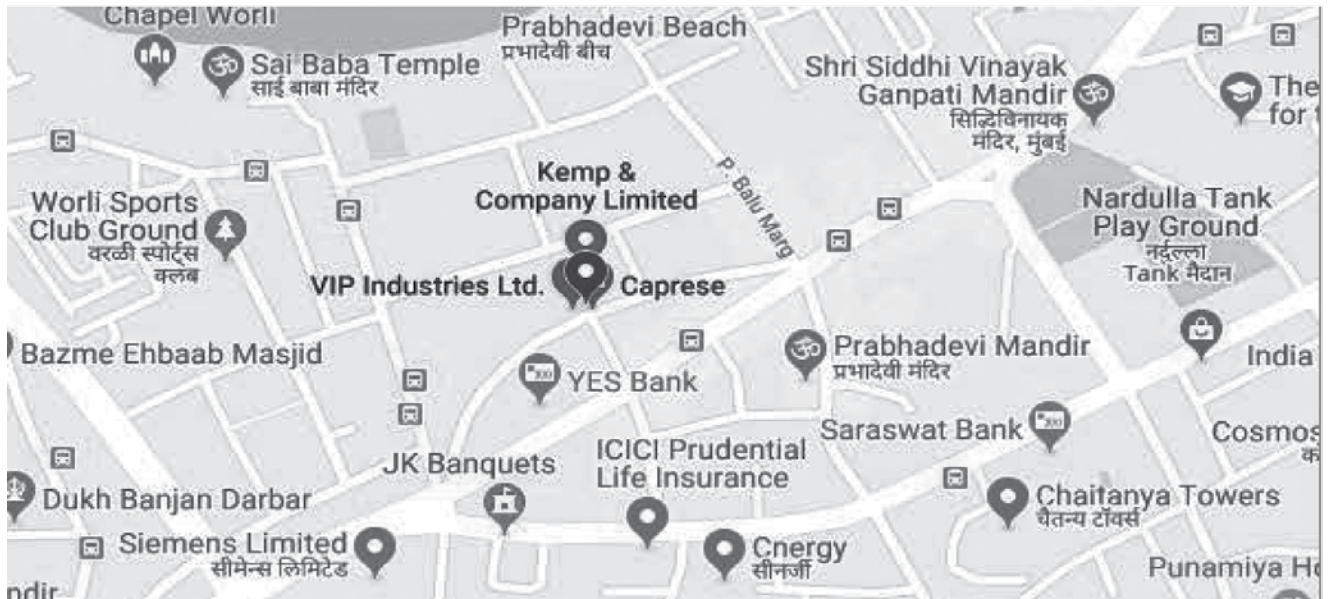 Chapel Worli
Prabhadevi Beach
प्रभादेवी बीच
Sai Baba Temple
साई बाबा मंदिर
Shri Siddhi Vinayak
Ganpati Mandir
सिद्धिविनायक
मंदिर, मुंबई
The
for
Kemp &
Company Limited
P. Balu Marg
Worli Sports
Club Ground
वरळी स्पोर्ट्स
क्लब
Nardulla Tank
Play Ground
नर्दुल्ला
Tank मैदान
VIP Industries Ltd.
Caprese
Bazme Ehbaab Masjid
Prabhadevi Mandir
प्रभादेवी मंदिर
India
YES Bank
Saraswat Bank
Cosmos
JK Banquets
ICICI Prudential
Life Insurance
Dukh Banjan Darbar
Chaitanya Towers
चैतन्य टॉवर्स
Siemens Limited
सीमेन्स लिमिटेड
Cnergy
सीनर्जी
Punamiya
ndir